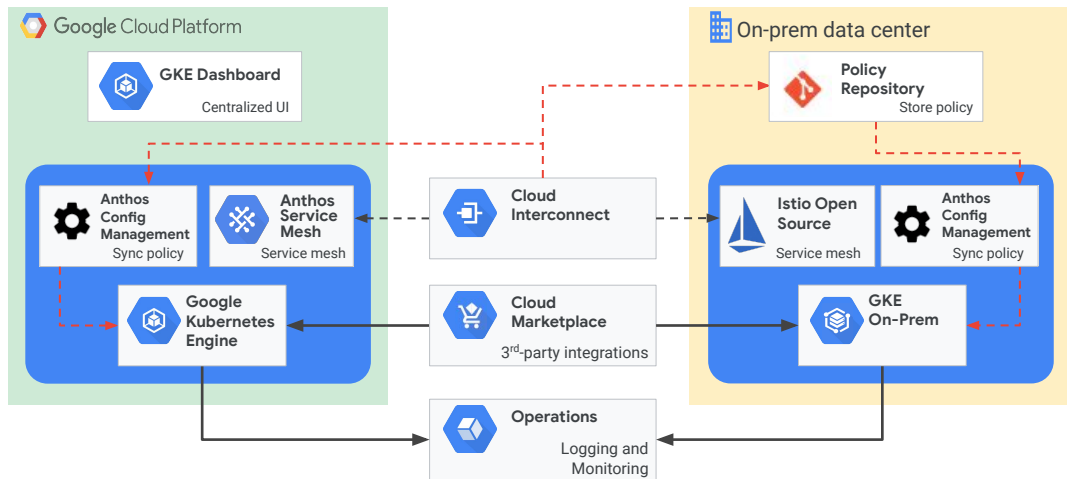 Google Cloud Platform
On-prem data center
GKE Dashboard
Centralized UI
Policy
Repository
Store policy
Anthos
Config
Management
Sync policy
Anthos
Service
Mesh
Service mesh
Cloud
Interconnect
Istio Open
Source
Service mesh
Anthos
Config
Management
Sync policy
Google
Kubernetes
Engine
Cloud
Marketplace
3rd-party integrations
GKE
On-Prem
Operations
Logging and
Monitoring